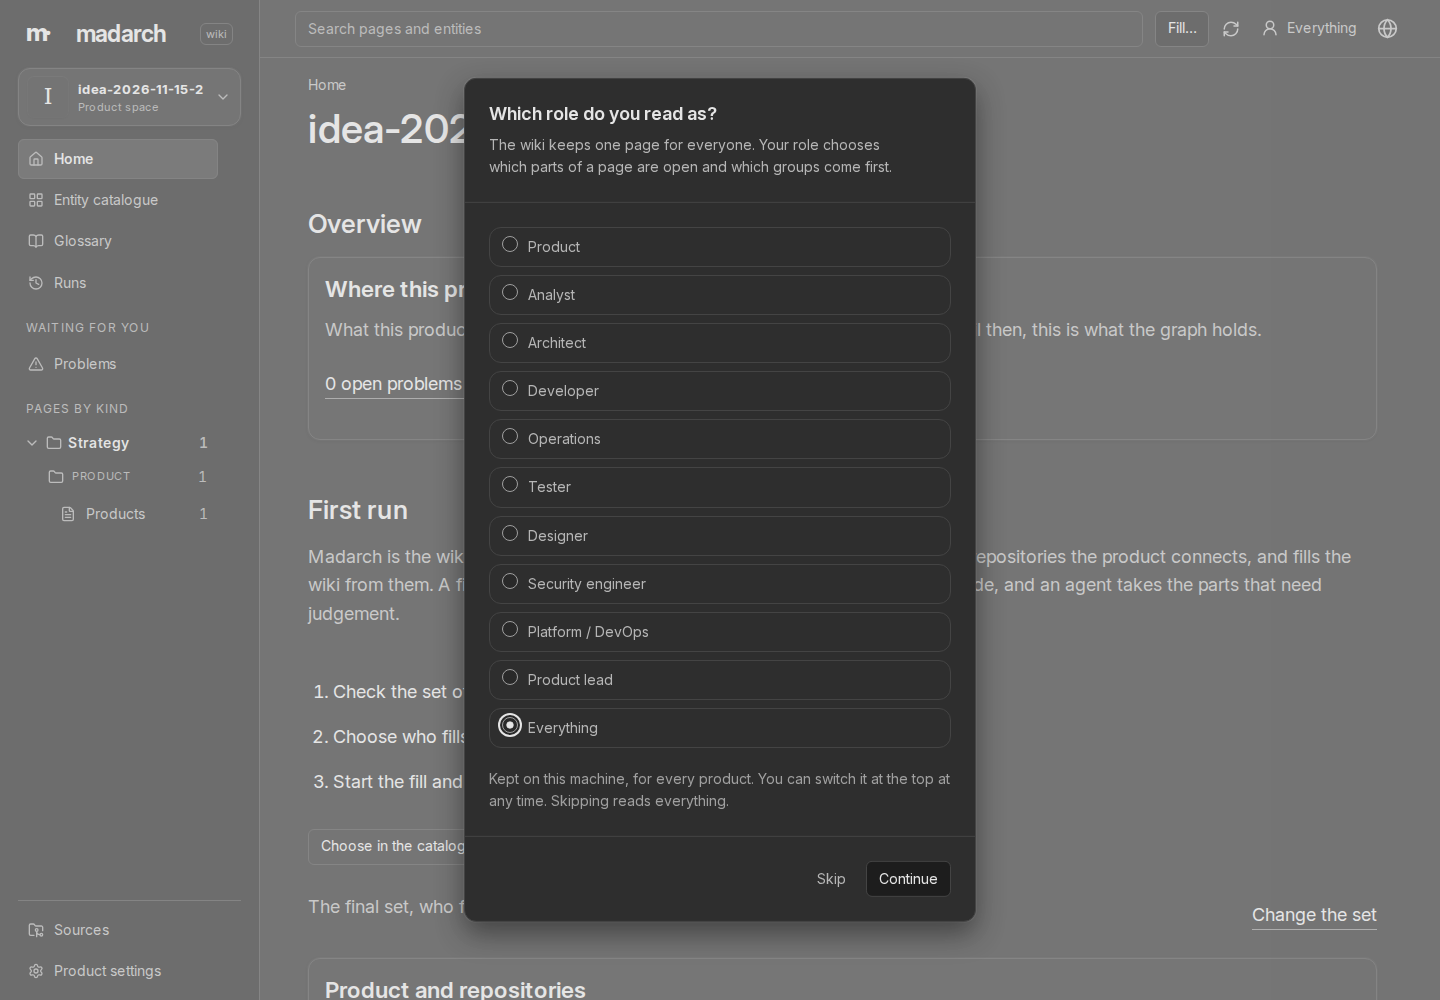 m madarch wiki
idea-2026-11-15-2
Product space
Home
Entity catalogue
Glossary
Runs
WAITING FOR YOU
Problems
PAGES BY KIND
Strategy 1
PRODUCT 1
Products 1
Sources
Product settings
Search pages and entities
Fill...
Everything
Home
idea-202
Overview
Where this pr
What this produc
l then, this is what the graph holds.
0 open problems
First run
Madarch is the wik
epositories the product connects, and fills the
wiki from them. A fi
de, and an agent takes the parts that need
judgement.
1. Check the set o
2. Choose who fills
3. Start the fill and
Choose in the catalog
The final set, who f
Change the set
Product and repositories
Which role do you read as?
The wiki keeps one page for everyone. Your role chooses
which parts of a page are open and which groups come first.
Product
Analyst
Architect
Developer
Operations
Tester
Designer
Security engineer
Platform / DevOps
Product lead
Everything
Kept on this machine, for every product. You can switch it at the top at
any time. Skipping reads everything.
Skip
Continue